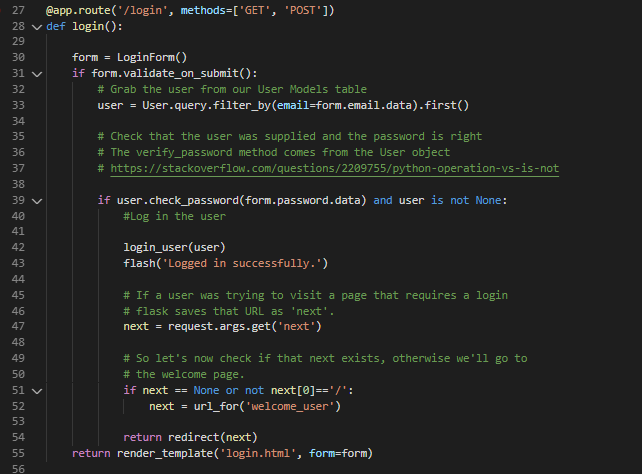 27 @app.route('/login', methods=['GET', 'POST'])
28 def login():
29
30     form = LoginForm()
31     if form.validate_on_submit():
32         # Grab the user from our User Models table
33         user = User.query.filter_by(email=form.email.data).first()
34
35         # Check that the user was supplied and the password is right
36         # The verify_password method comes from the User object
37         # https://stackoverflow.com/questions/2209755/python-operation-vs-is-not
38
39         if user.check_password(form.password.data) and user is not None:
40             #Log in the user
41
42             login_user(user)
43             flash('Logged in successfully.')
44
45             # If a user was trying to visit a page that requires a login
46             # flask saves that URL as 'next'.
47             next = request.args.get('next')
48
49             # So let's now check if that next exists, otherwise we'll go to
50             # the welcome page.
51             if next == None or not next[0]=='/':
52                 next = url_for('welcome_user')
53
54             return redirect(next)
55     return render_template('login.html', form=form)
56